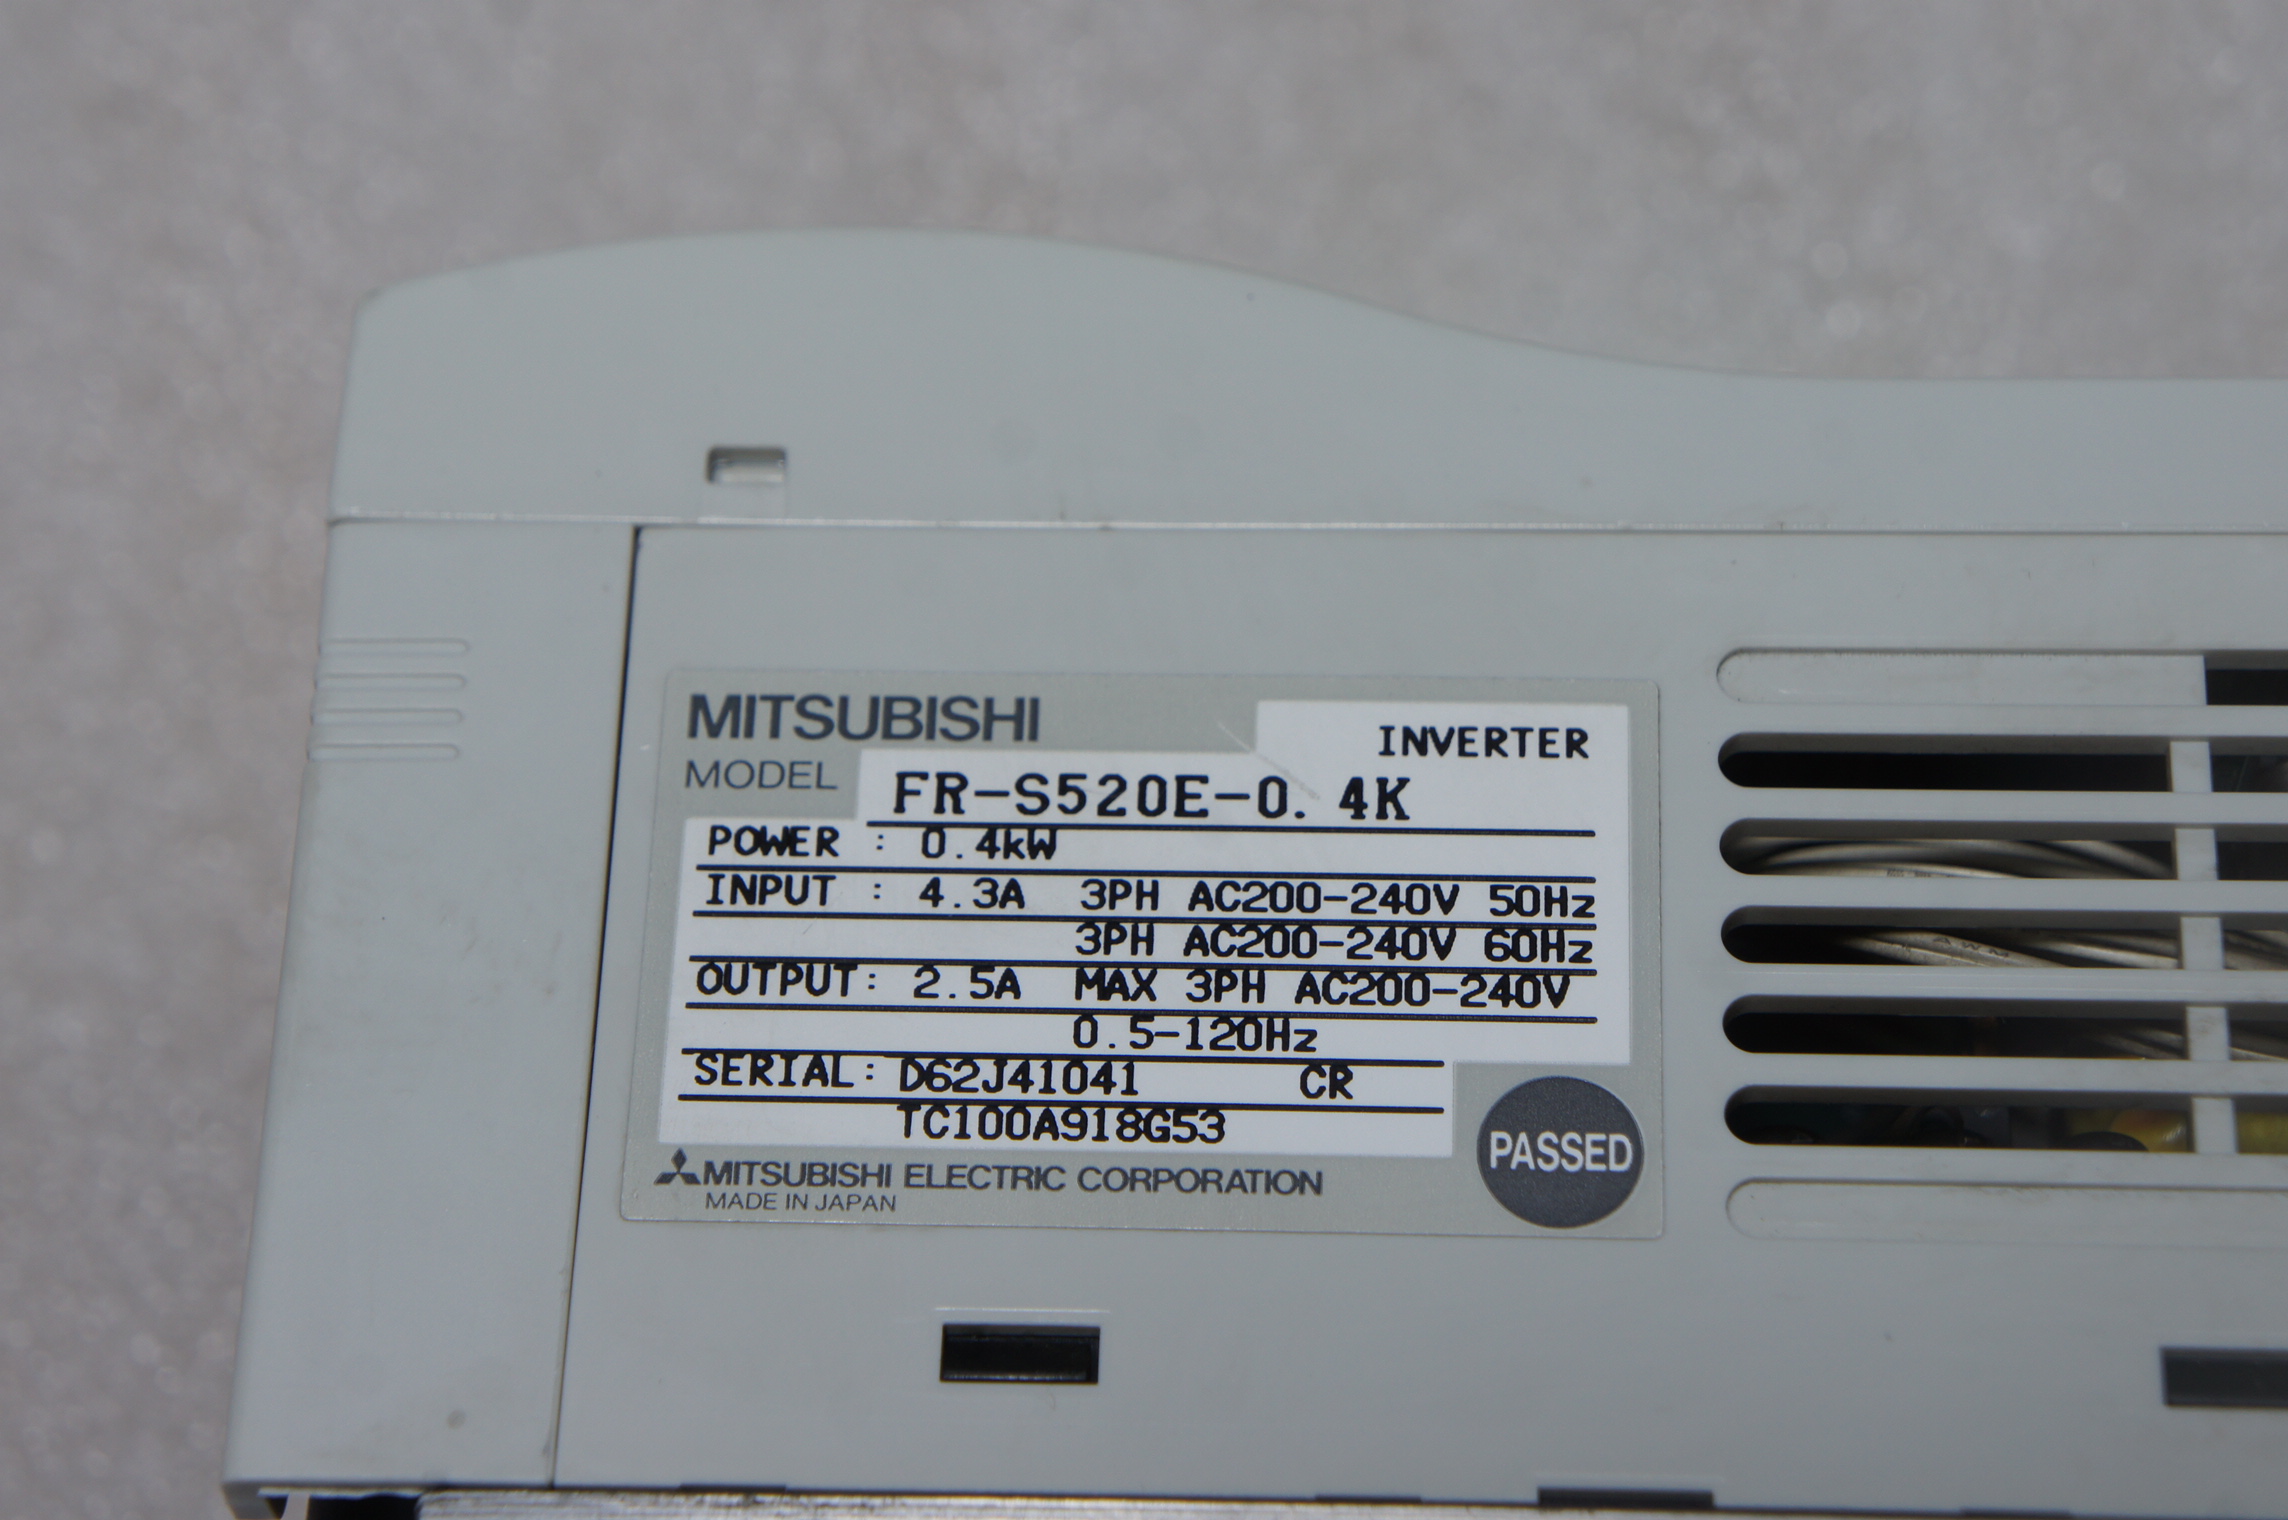 MITSUBISHI
INVERTER
MODEL FR-S520E-0.4K
POWER : 0.4kW
INPUT : 4.3A 3PH AC200-240V 50Hz
3PH AC200-240V 60Hz
OUTPUT: 2.5A MAX 3PH AC200-240V
0.5-120Hz
SERIAL: D62J41041 CR
TC100A918G53
PASSED
MITSUBISHI ELECTRIC CORPORATION
MADE IN JAPAN